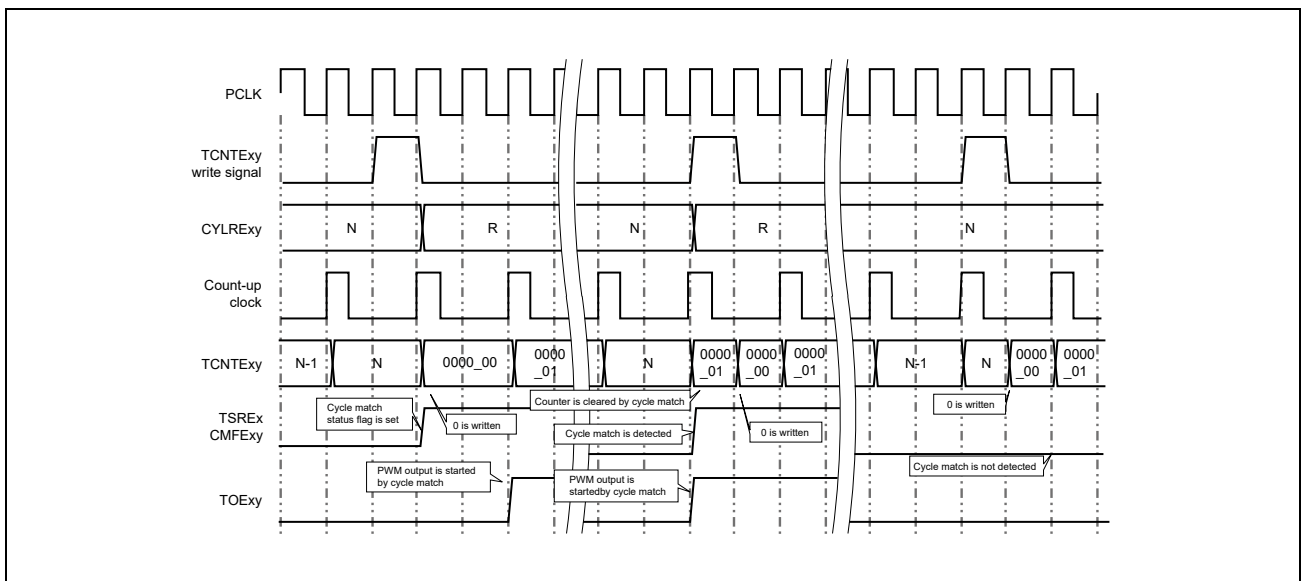 PCLK
TCNTExy
write signal
CYLRExy
N
R
N
R
N
Count-up
clock
TCNTExy
N-1
N
0000_00
0000
_01
N
0000
_01
0000
_00
0000
_01
N-1
N
0000
_00
0000
_01
TSREx
CMFExy
Cycle match
status flag is set
0 is written
Counter is cleared by cycle match
Cycle match is detected
0 is written
0 is written
Cycle match is not detected
TOExy
PWM output is started
by cycle match
PWM output is
startedby cycle match